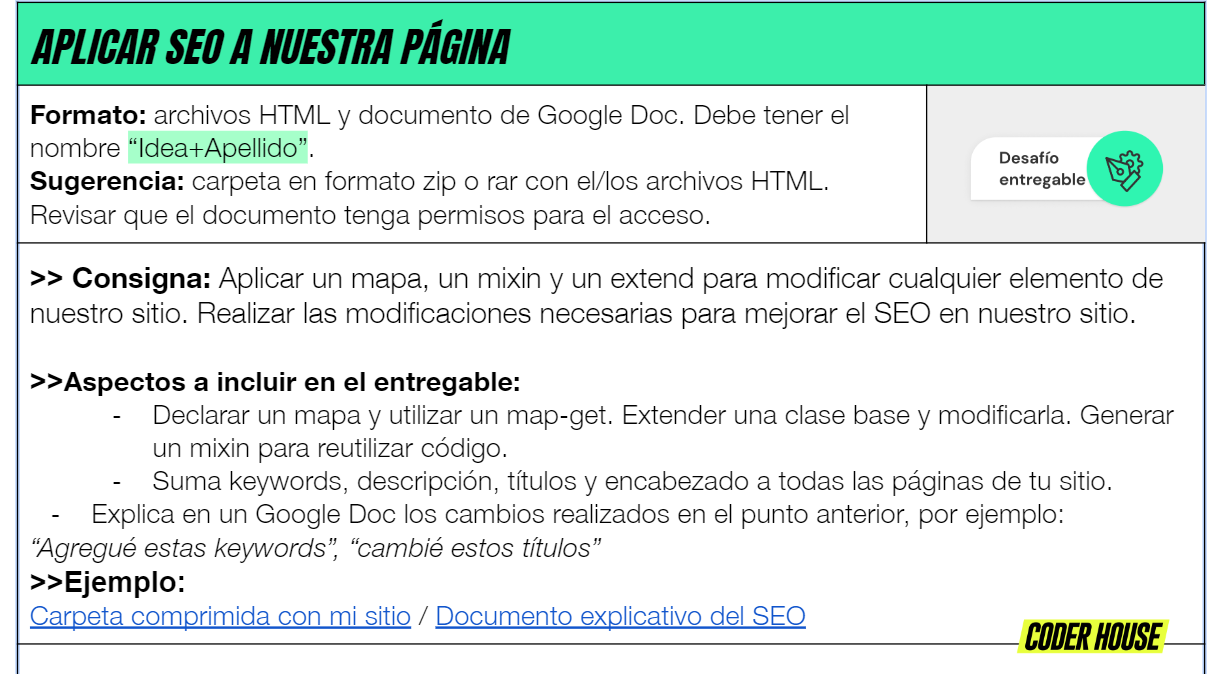 APLICAR SEO A NUESTRA PÁGINA
Formato: archivos HTML y documento de Google Doc. Debe tener el
nombre “Idea+Apellido”.
Sugerencia: carpeta en formato zip o rar con el/los archivos HTML.
Revisar que el documento tenga permisos para el acceso.
Desafío
entregable
>> Consigna: Aplicar un mapa, un mixin y un extend para modificar cualquier elemento de
nuestro sitio. Realizar las modificaciones necesarias para mejorar el SEO en nuestro sitio.
>>Aspectos a incluir en el entregable:
- Declarar un mapa y utilizar un map-get. Extender una clase base y modificarla. Generar
un mixin para reutilizar código.
- Suma keywords, descripción, títulos y encabezado a todas las páginas de tu sitio.
- Explica en un Google Doc los cambios realizados en el punto anterior, por ejemplo:
“Agregué estas keywords”, “cambié estos títulos”
>>Ejemplo:
Carpeta comprimida con mi sitio / Documento explicativo del SEO
CODER HOUSE